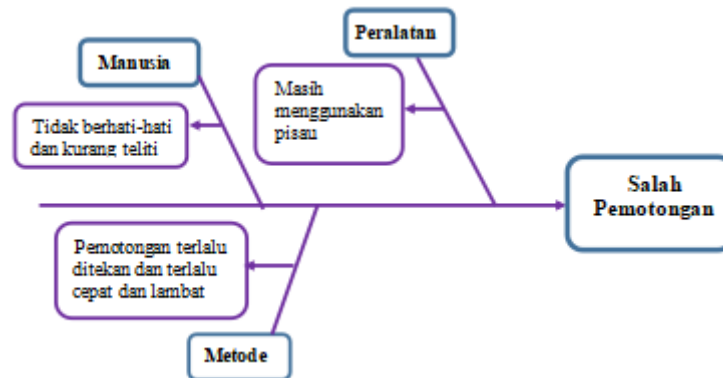 Peralatan
Manusia
Masih
menggunakan
pisau
Tidak berhati-hati
dan kurang teliti
Salah
Pemotongan
Pemotongan terlalu
ditekan dan terlalu
cepat dan lambat
Metode